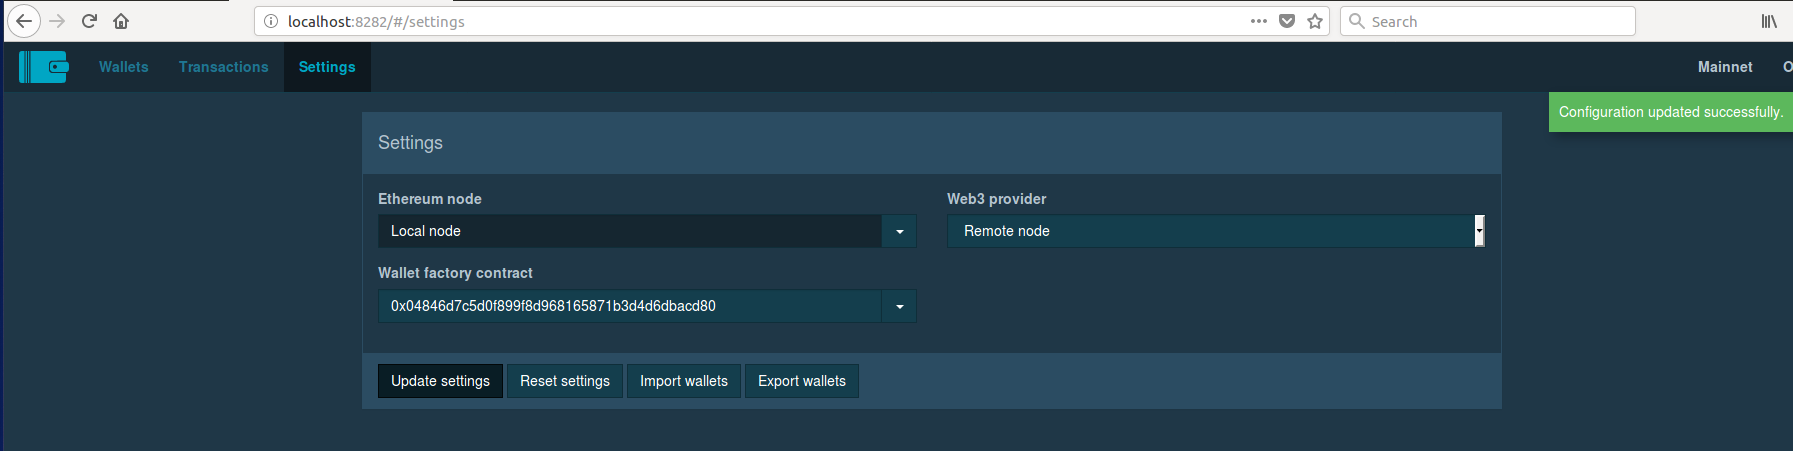 localhost:8282/#/settings
Search
Wallets Transactions Settings Mainnet
Configuration updated successfully.
Settings
Ethereum node Web3 provider
Local node Remote node
Wallet factory contract
0x04846d7c5d0f899f8d968165871b3d4d6dbacd80
Update settings Reset settings Import wallets Export wallets